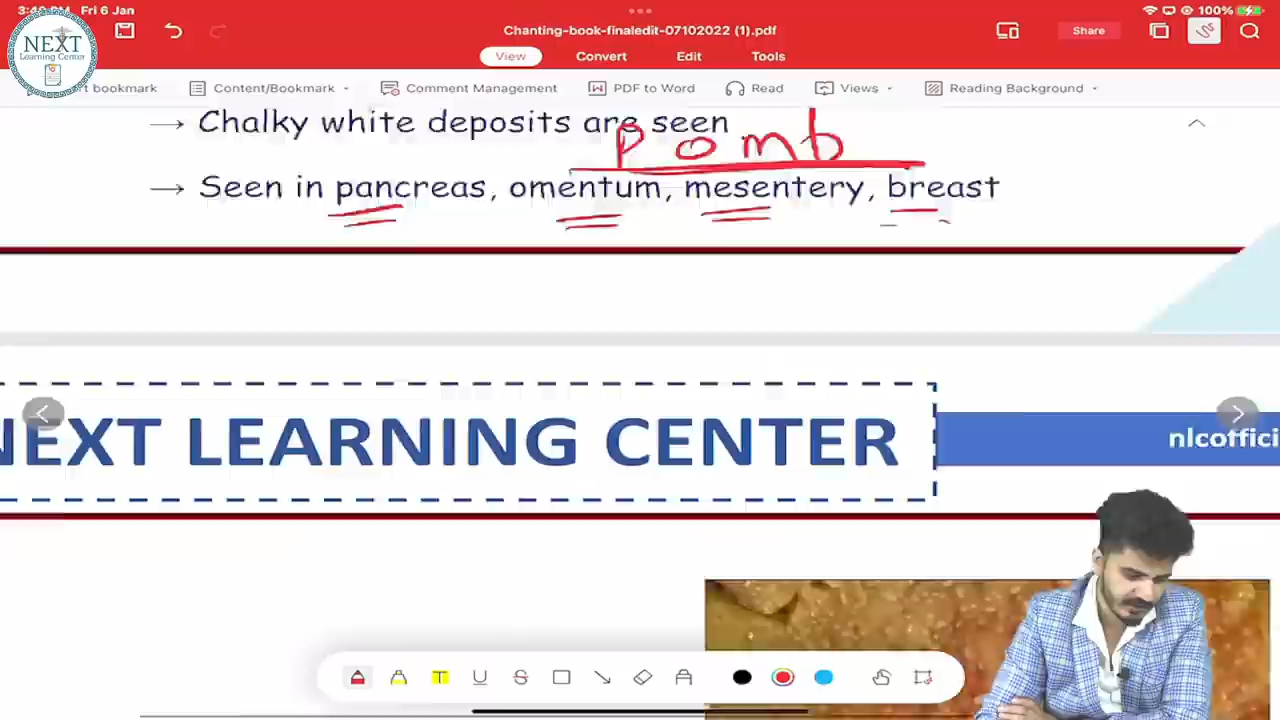 3:46 PM Fri 6 Jan
100%
NEXT
Learning Center
Chanting-book-finaledit-07102022 (1).pdf
Share
View
Convert
Edit
Tools
bookmark
Content/Bookmark
Comment Management
PDF to Word
Read
Views
Reading Background
→ Chalky white deposits are seen
P o m b
→ Seen in pancreas, omentum, mesentery, breast
NEXT LEARNING CENTER
nlcoffici
T
U
S
A